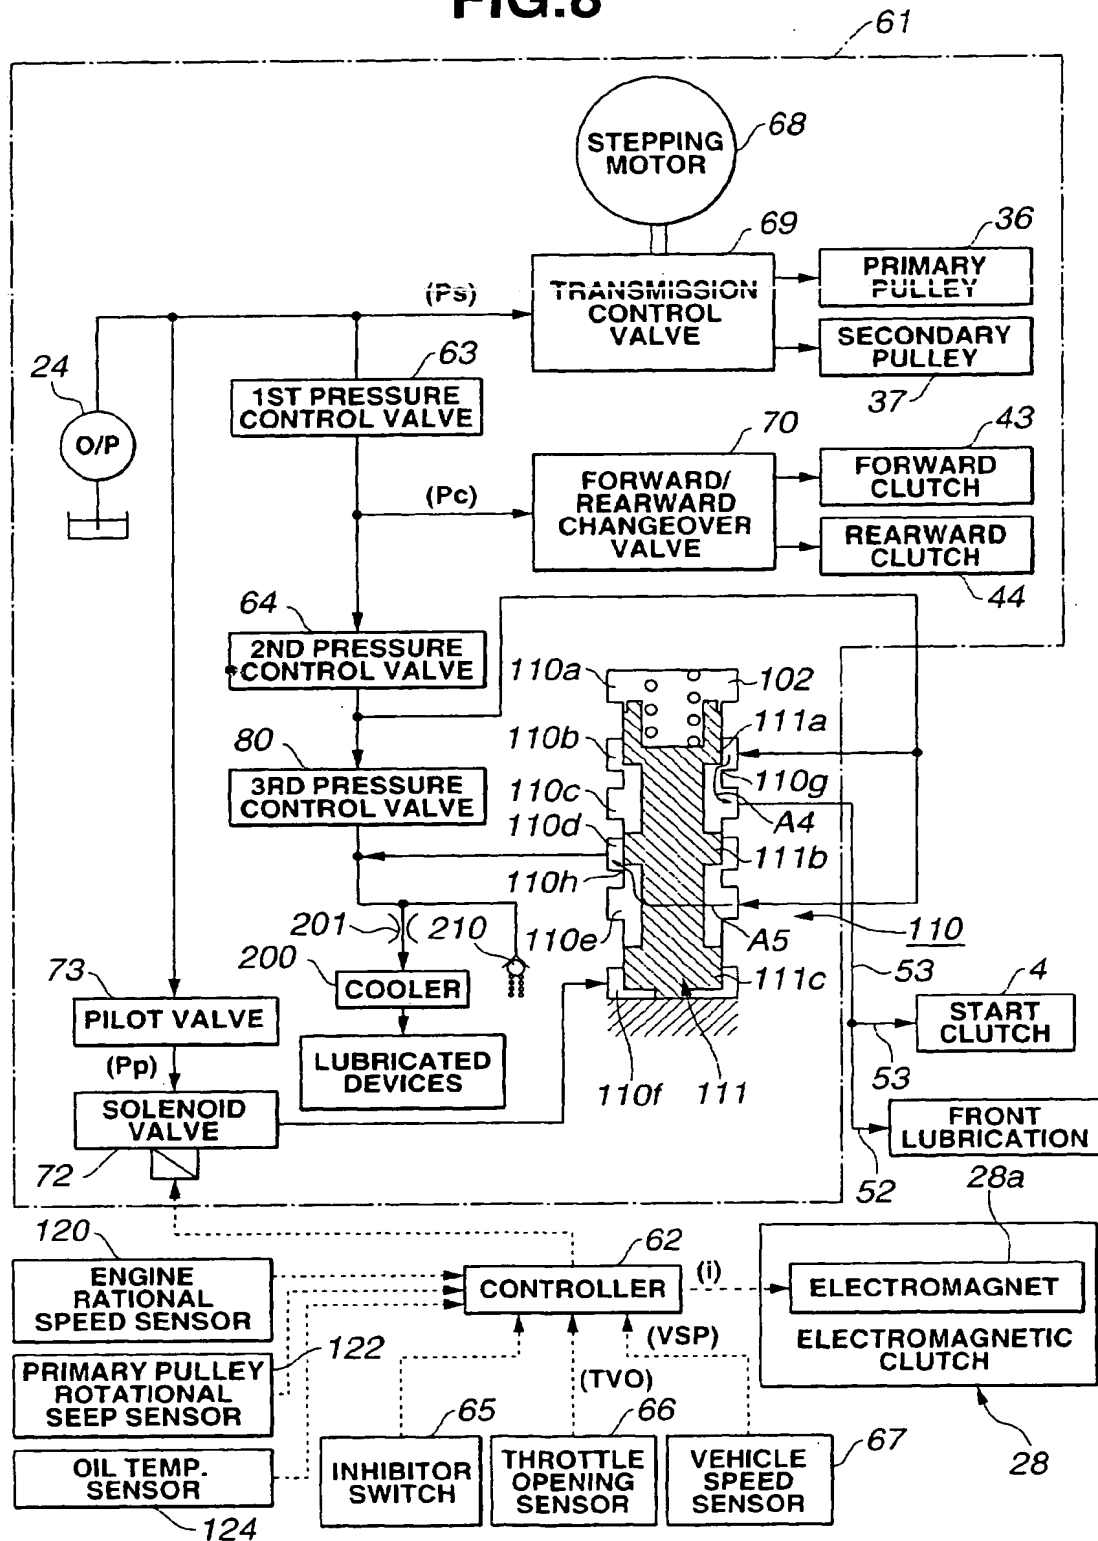 FIG.8
61
STEPPING
MOTOR
68
69
36
TRANSMISSION
CONTROL
VALVE
PRIMARY
PULLEY
(Ps)
SECONDARY
PULLEY
37
24
O/P
63
1ST PRESSURE
CONTROL VALVE
70
43
(Pc)
FORWARD/
REARWARD
CHANGEOVER
VALVE
FORWARD
CLUTCH
REARWARD
CLUTCH
44
64
2ND PRESSURE
CONTROL VALVE
110a
102
111a
80
110b
3RD PRESSURE
CONTROL VALVE
110c
110g
A4
110d
111b
110h
201
210
110e
A5
110
200
COOLER
111c
53
73
PILOT VALVE
4
START
CLUTCH
(Pp)
LUBRICATED
DEVICES
110f
111
53
SOLENOID
VALVE
FRONT
LUBRICATION
72
52
28a
120
62
ENGINE
RATIONAL
SPEED SENSOR
CONTROLLER
(i)
ELECTROMAGNET
ELECTROMAGNETIC
CLUTCH
(VSP)
122
PRIMARY PULLEY
ROTATIONAL
SEEP SENSOR
(TVO)
65
66
67
28
OIL TEMP.
SENSOR
124
INHIBITOR
SWITCH
THROTTLE
OPENING
SENSOR
VEHICLE
SPEED
SENSOR